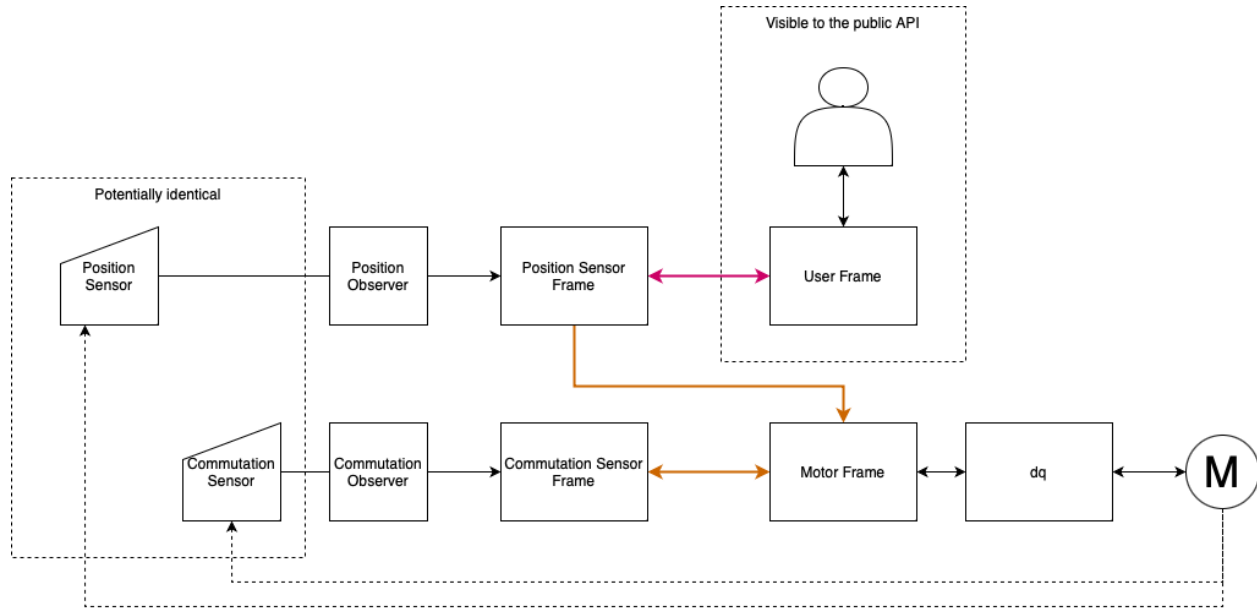 Visible to the public API
Potentially identical
Position
Sensor
Position
Observer
Position Sensor
Frame
User Frame
Commutation
Sensor
Commutation
Observer
Commutation Sensor
Frame
Motor Frame
dq
M